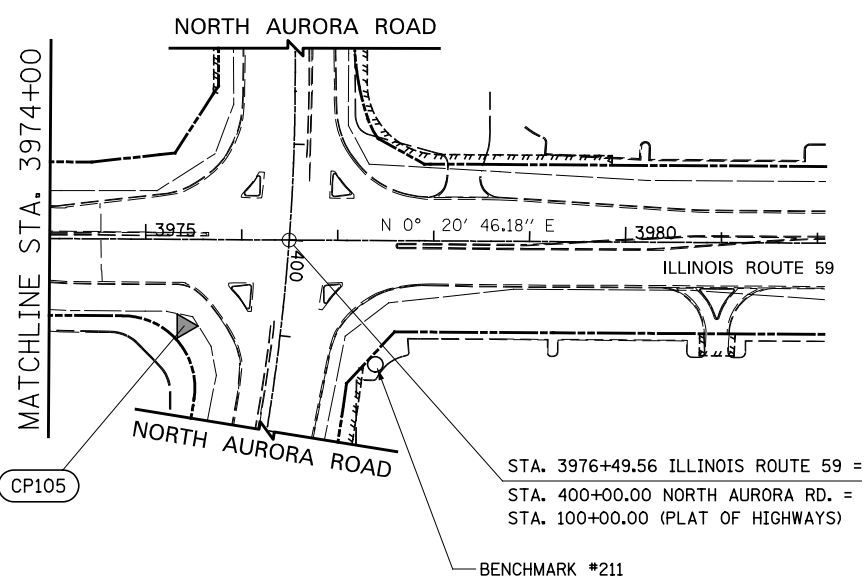 NORTH AURORA ROAD
MATCHLINE STA. 3974+00
3975
N 0° 20' 46.18'' E
3980
400
ILLINOIS ROUTE 59
NORTH AURORA ROAD
CP105
STA. 3976+49.56 ILLINOIS ROUTE 59 =
STA. 400+00.00 NORTH AURORA RD. =
STA. 100+00.00 (PLAT OF HIGHWAYS)
BENCHMARK #211